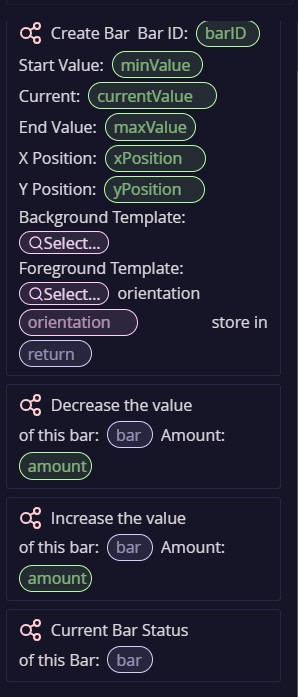 Create Bar Bar ID: barID
Start Value: minValue
Current: currentValue
End Value: maxValue
X Position: xPosition
Y Position: yPosition
Background Template:
Select...
Foreground Template:
Select... orientation
orientation store in
return
Decrease the value
of this bar: bar Amount:
amount
Increase the value
of this bar: bar Amount:
amount
Current Bar Status
of this Bar: bar